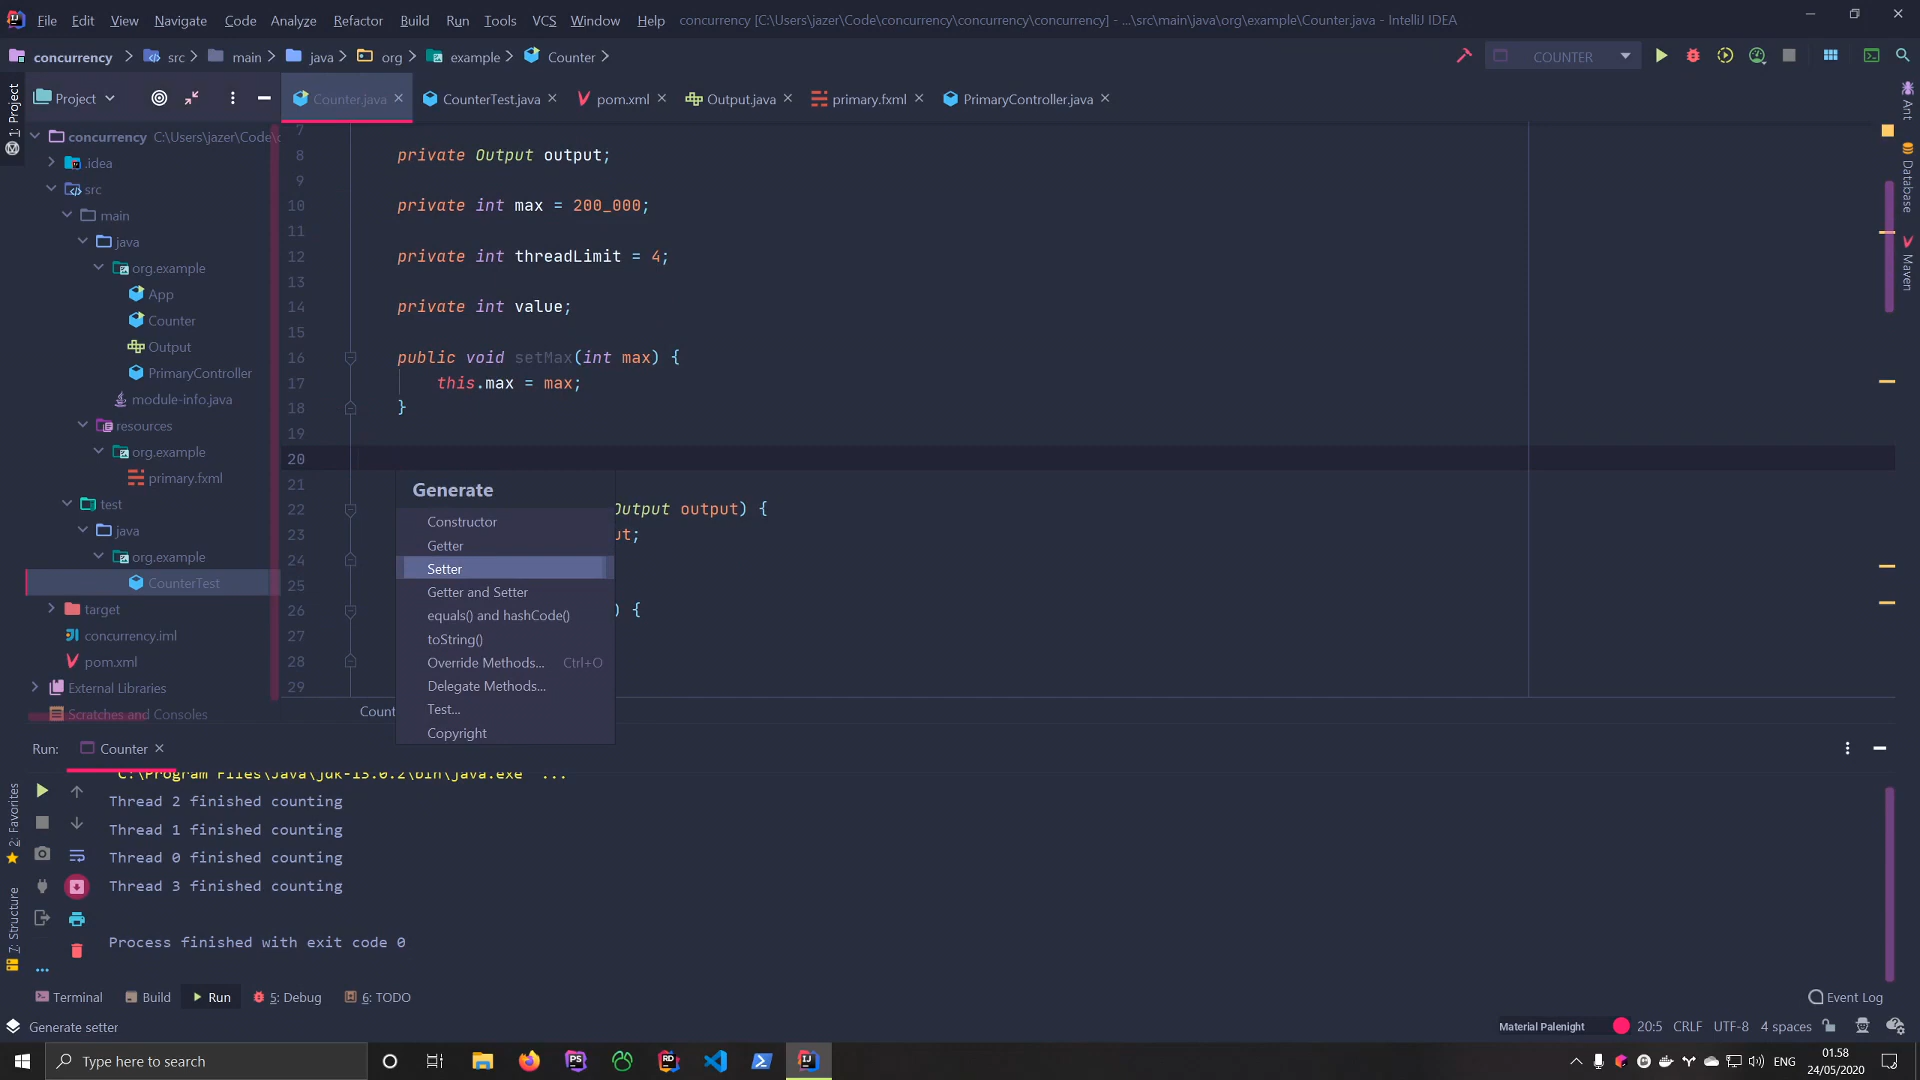 File Edit View Navigate Code Analyze Refactor Build Run Tools VCS Window Help concurrency [C:\Users\jazer\Code\concurrency\concurrency\concurrency] - ...\src\main\java\org\example\Counter.java - IntelliJ IDEA
concurrency src main java org example Counter COUNTER
Project Counter.java CounterTest.java pom.xml Output.java primary.fxml PrimaryController.java
1: Project
Ant
Database
Maven
concurrency C:\Users\jazer\Code\c
.idea
src
main
java
org.example
App
Counter
Output
PrimaryController
module-info.java
resources
org.example
primary.fxml
test
java
org.example
CounterTest
target
concurrency.iml
pom.xml
External Libraries
Scratches and Consoles
7
8 private Output output;
9
10 private int max = 200_000;
11
12 private int threadLimit = 4;
13
14 private int value;
15
16 public void setMax(int max) {
17 this.max = max;
18 }
19
20
21
22 Output output) {
23 ut;
24
25
26 ) {
27
28
29
Generate
Constructor
Getter
Setter
Getter and Setter
equals() and hashCode()
toString()
Override Methods... Ctrl+O
Delegate Methods...
Test...
Copyright
Count
Run: Counter
2: Favorites
7: Structure
"C:\Program Files\Java\jdk-13.0.2\bin\java.exe" ...
Thread 2 finished counting
Thread 1 finished counting
Thread 0 finished counting
Thread 3 finished counting
Process finished with exit code 0
Terminal Build Run 5: Debug 6: TODO Event Log
Generate setter Material Palenight 20:5 CRLF UTF-8 4 spaces
Type here to search ENG 01.58
24/05/2020